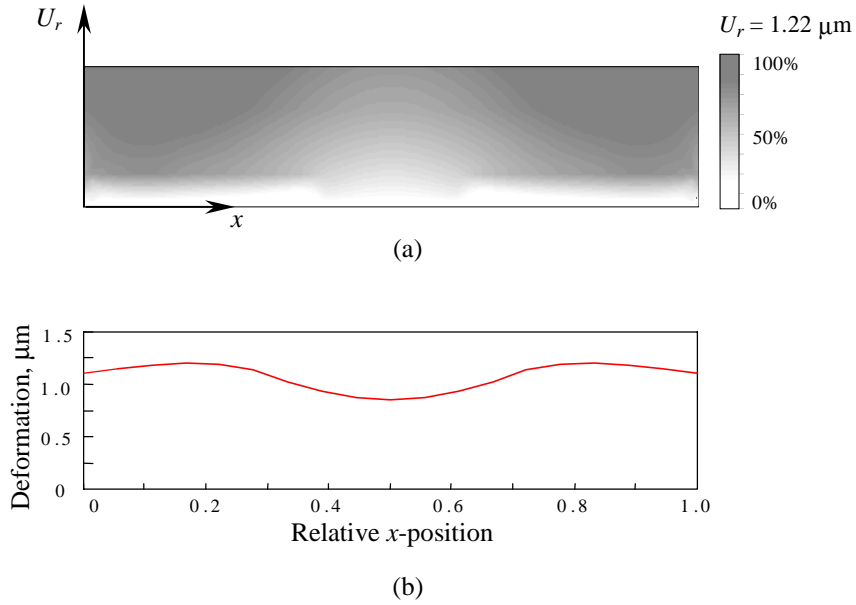 U_r
U_r = 1.22 μm
100%
50%
0%
x
(a)
Deformation, μm
1.5
1.0
0.5
0
0 0.2 0.4 0.6 0.8 1.0
Relative x-position
(b)